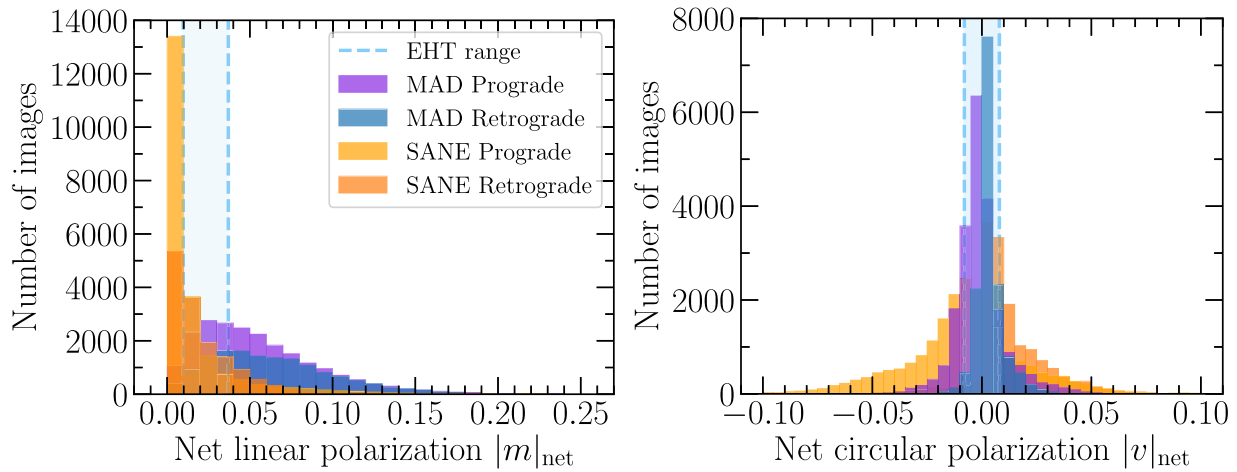 14000
12000
10000
8000
6000
4000
2000
0
Number of images
0.00 0.05 0.10 0.15 0.20 0.25
Net linear polarization |m|net
EHT range
MAD Prograde
MAD Retrograde
SANE Prograde
SANE Retrograde
8000
6000
4000
2000
0
Number of images
−0.10 −0.05 0.00 0.05 0.10
Net circular polarization |v|net